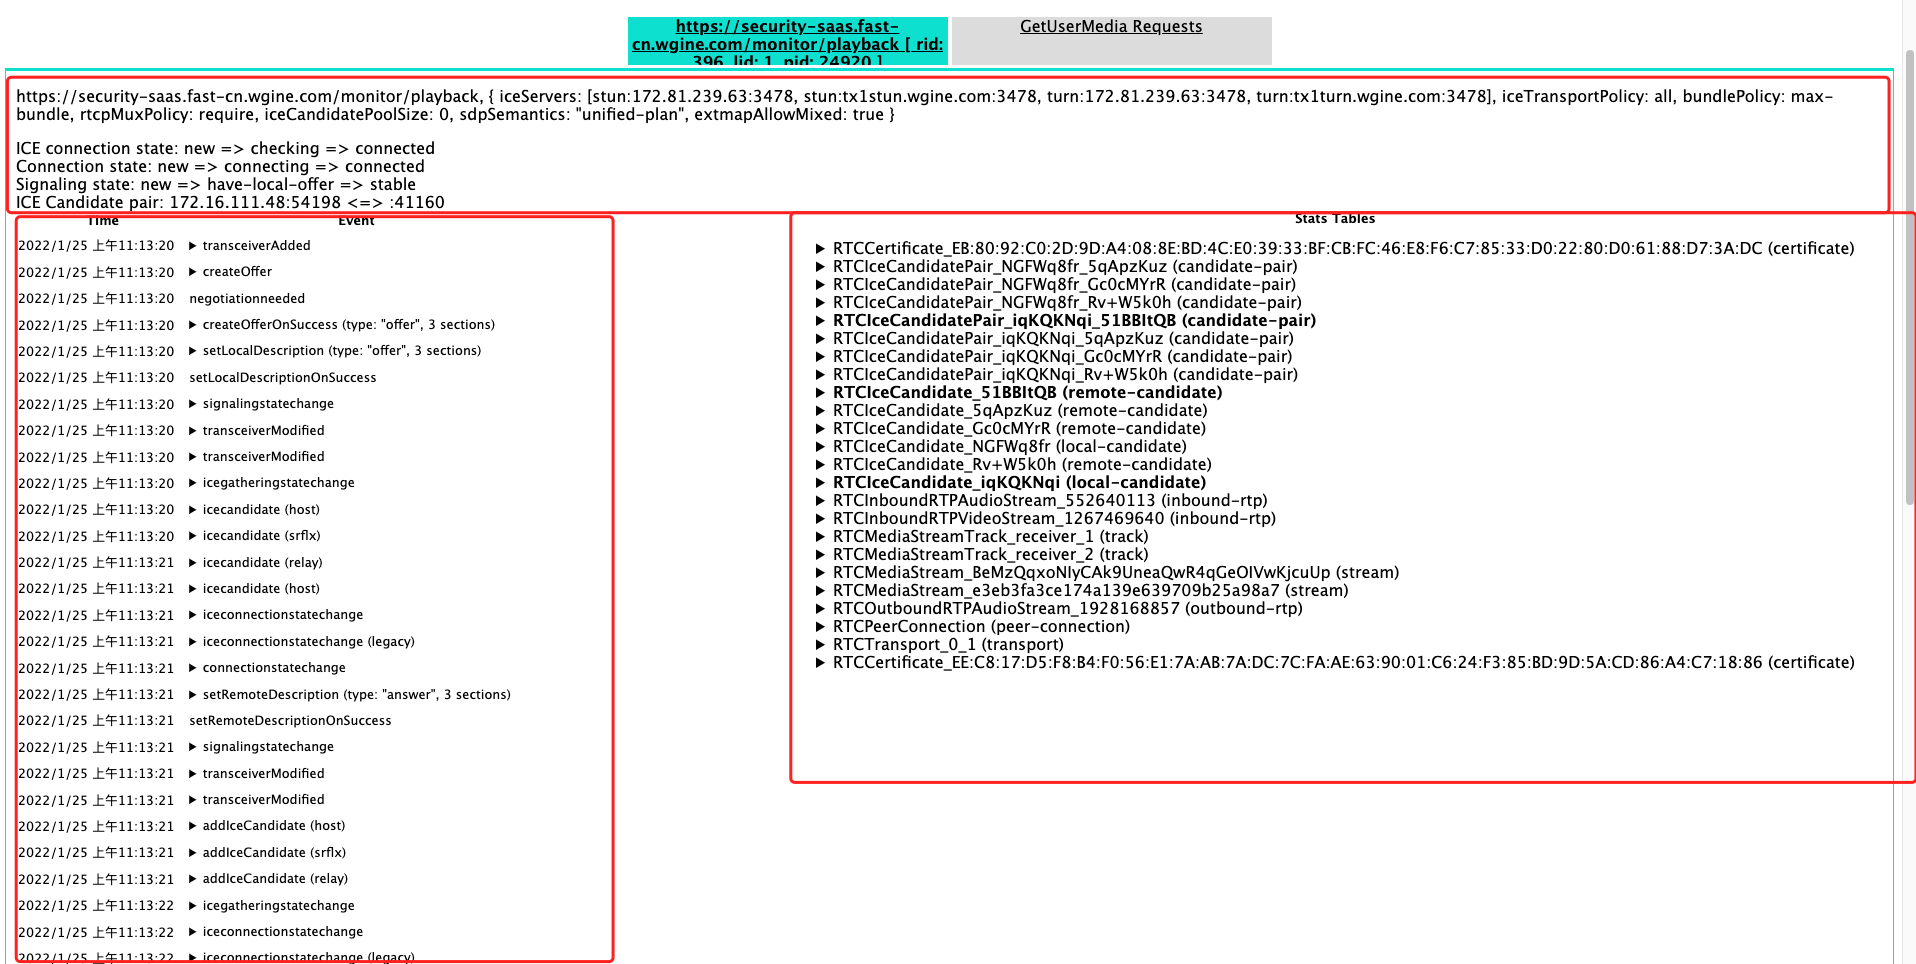 https://security-saas.fast-
cn.wgine.com/monitor/playback [ rid:
396, lid: 1, pid: 24920 ]
GetUserMedia Requests
https://security-saas.fast-cn.wgine.com/monitor/playback, { iceServers: [stun:172.81.239.63:3478, stun:tx1stun.wgine.com:3478, turn:172.81.239.63:3478, turn:tx1turn.wgine.com:3478], iceTransportPolicy: all, bundlePolicy: max-
bundle, rtcpMuxPolicy: require, iceCandidatePoolSize: 0, sdpSemantics: "unified-plan", extmapAllowMixed: true }
ICE connection state: new => checking => connected
Connection state: new => connecting => connected
Signaling state: new => have-local-offer => stable
ICE Candidate pair: 172.16.111.48:54198 <=> :41160
Time Event
2022/1/25 上午11:13:20 ▶ transceiverAdded
2022/1/25 上午11:13:20 ▶ createOffer
2022/1/25 上午11:13:20 negotiationneeded
2022/1/25 上午11:13:20 ▶ createOfferOnSuccess (type: "offer", 3 sections)
2022/1/25 上午11:13:20 ▶ setLocalDescription (type: "offer", 3 sections)
2022/1/25 上午11:13:20 setLocalDescriptionOnSuccess
2022/1/25 上午11:13:20 ▶ signalingstatechange
2022/1/25 上午11:13:20 ▶ transceiverModified
2022/1/25 上午11:13:20 ▶ transceiverModified
2022/1/25 上午11:13:20 ▶ icegatheringstatechange
2022/1/25 上午11:13:20 ▶ icecandidate (host)
2022/1/25 上午11:13:20 ▶ icecandidate (srflx)
2022/1/25 上午11:13:21 ▶ icecandidate (relay)
2022/1/25 上午11:13:21 ▶ icecandidate (host)
2022/1/25 上午11:13:21 ▶ iceconnectionstatechange
2022/1/25 上午11:13:21 ▶ iceconnectionstatechange (legacy)
2022/1/25 上午11:13:21 ▶ connectionstatechange
2022/1/25 上午11:13:21 ▶ setRemoteDescription (type: "answer", 3 sections)
2022/1/25 上午11:13:21 setRemoteDescriptionOnSuccess
2022/1/25 上午11:13:21 ▶ signalingstatechange
2022/1/25 上午11:13:21 ▶ transceiverModified
2022/1/25 上午11:13:21 ▶ transceiverModified
2022/1/25 上午11:13:21 ▶ addIceCandidate (host)
2022/1/25 上午11:13:21 ▶ addIceCandidate (srflx)
2022/1/25 上午11:13:21 ▶ addIceCandidate (relay)
2022/1/25 上午11:13:22 ▶ icegatheringstatechange
2022/1/25 上午11:13:22 ▶ iceconnectionstatechange
2022/1/25 上午11:13:22 ▶ iceconnectionstatechange (legacy)
Stats Tables
▶ RTCCertificate_EB:80:92:C0:2D:9D:A4:08:8E:BD:4C:E0:39:33:BF:CB:FC:46:E8:F6:C7:85:33:D0:22:80:D0:61:88:D7:3A:DC (certificate)
▶ RTCIceCandidatePair_NGFWq8fr_5qApzKuz (candidate-pair)
▶ RTCIceCandidatePair_NGFWq8fr_Gc0cMYrR (candidate-pair)
▶ RTCIceCandidatePair_NGFWq8fr_Rv+W5k0h (candidate-pair)
▶ RTCIceCandidatePair_iqKQKNqi_51BBItQB (candidate-pair)
▶ RTCIceCandidatePair_iqKQKNqi_5qApzKuz (candidate-pair)
▶ RTCIceCandidatePair_iqKQKNqi_Gc0cMYrR (candidate-pair)
▶ RTCIceCandidatePair_iqKQKNqi_Rv+W5k0h (candidate-pair)
▶ RTCIceCandidate_51BBItQB (remote-candidate)
▶ RTCIceCandidate_5qApzKuz (remote-candidate)
▶ RTCIceCandidate_Gc0cMYrR (remote-candidate)
▶ RTCIceCandidate_NGFWq8fr (local-candidate)
▶ RTCIceCandidate_Rv+W5k0h (remote-candidate)
▶ RTCIceCandidate_iqKQKNqi (local-candidate)
▶ RTCInboundRTPAudioStream_552640113 (inbound-rtp)
▶ RTCInboundRTPVideoStream_1267469640 (inbound-rtp)
▶ RTCMediaStreamTrack_receiver_1 (track)
▶ RTCMediaStreamTrack_receiver_2 (track)
▶ RTCMediaStream_BeMzQqxoNIyCAk9UneaQwR4qGeOIVwKjcuUp (stream)
▶ RTCMediaStream_e3eb3fa3ce174a139e639709b25a98a7 (stream)
▶ RTCOutboundRTPAudioStream_1928168857 (outbound-rtp)
▶ RTCPeerConnection (peer-connection)
▶ RTCTransport_0_1 (transport)
▶ RTCCertificate_EE:C8:17:D5:F8:B4:F0:56:E1:7A:AB:7A:DC:7C:FA:AE:63:90:01:C6:24:F3:85:BD:9D:5A:CD:86:A4:C7:18:86 (certificate)